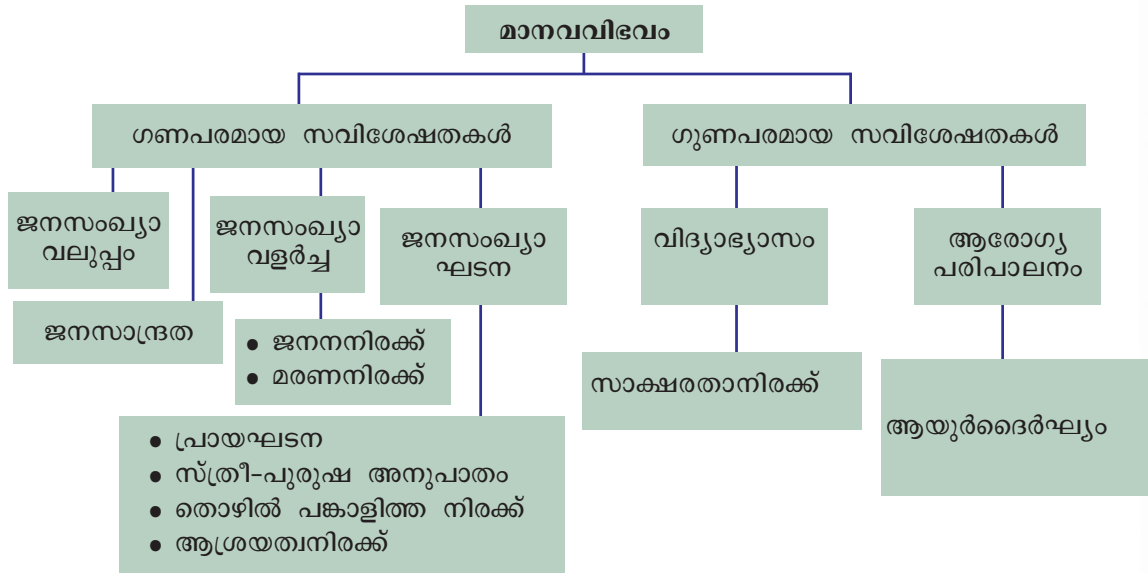 മാനവവിഭവം
ഗണപരമായ സവിശേഷതകൾ
ഗുണപരമായ സവിശേഷതകൾ
ജനസംഖ്യാ
വലുപ്പം
ജനസാന്ദ്രത
ജനസംഖ്യാ
വളർച്ച
● ജനനനിരക്ക്
● മരണനിരക്ക്
ജനസംഖ്യാ
ഘടന
● പ്രായഘടന
● സ്ത്രീ-പുരുഷ അനുപാതം
● തൊഴിൽ പങ്കാളിത്ത നിരക്ക്
● ആശ്രയത്വനിരക്ക്
വിദ്യാഭ്യാസം
സാക്ഷരതാനിരക്ക്
ആരോഗ്യ
പരിപാലനം
ആയുർദൈർഘ്യം